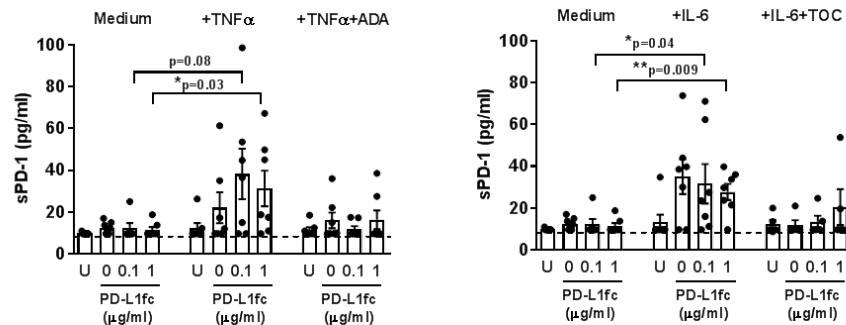 Medium +TNFα +TNFα+ADA
p=0.08
*p=0.03
sPD-1 (pg/ml)
100
80
60
40
20
0
U 0 0.1 1 U 0 0.1 1 U 0 0.1 1
PD-L1fc PD-L1fc PD-L1fc
(μg/ml) (μg/ml) (μg/ml)
Medium +IL-6 +IL-6+TOC
*p=0.04
**p=0.009
sPD-1 (pg/ml)
100
80
60
40
20
0
U 0 0.1 1 U 0 0.1 1 U 0 0.1 1
PD-L1fc PD-L1fc PD-L1fc
(μg/ml) (μg/ml) (μg/ml)